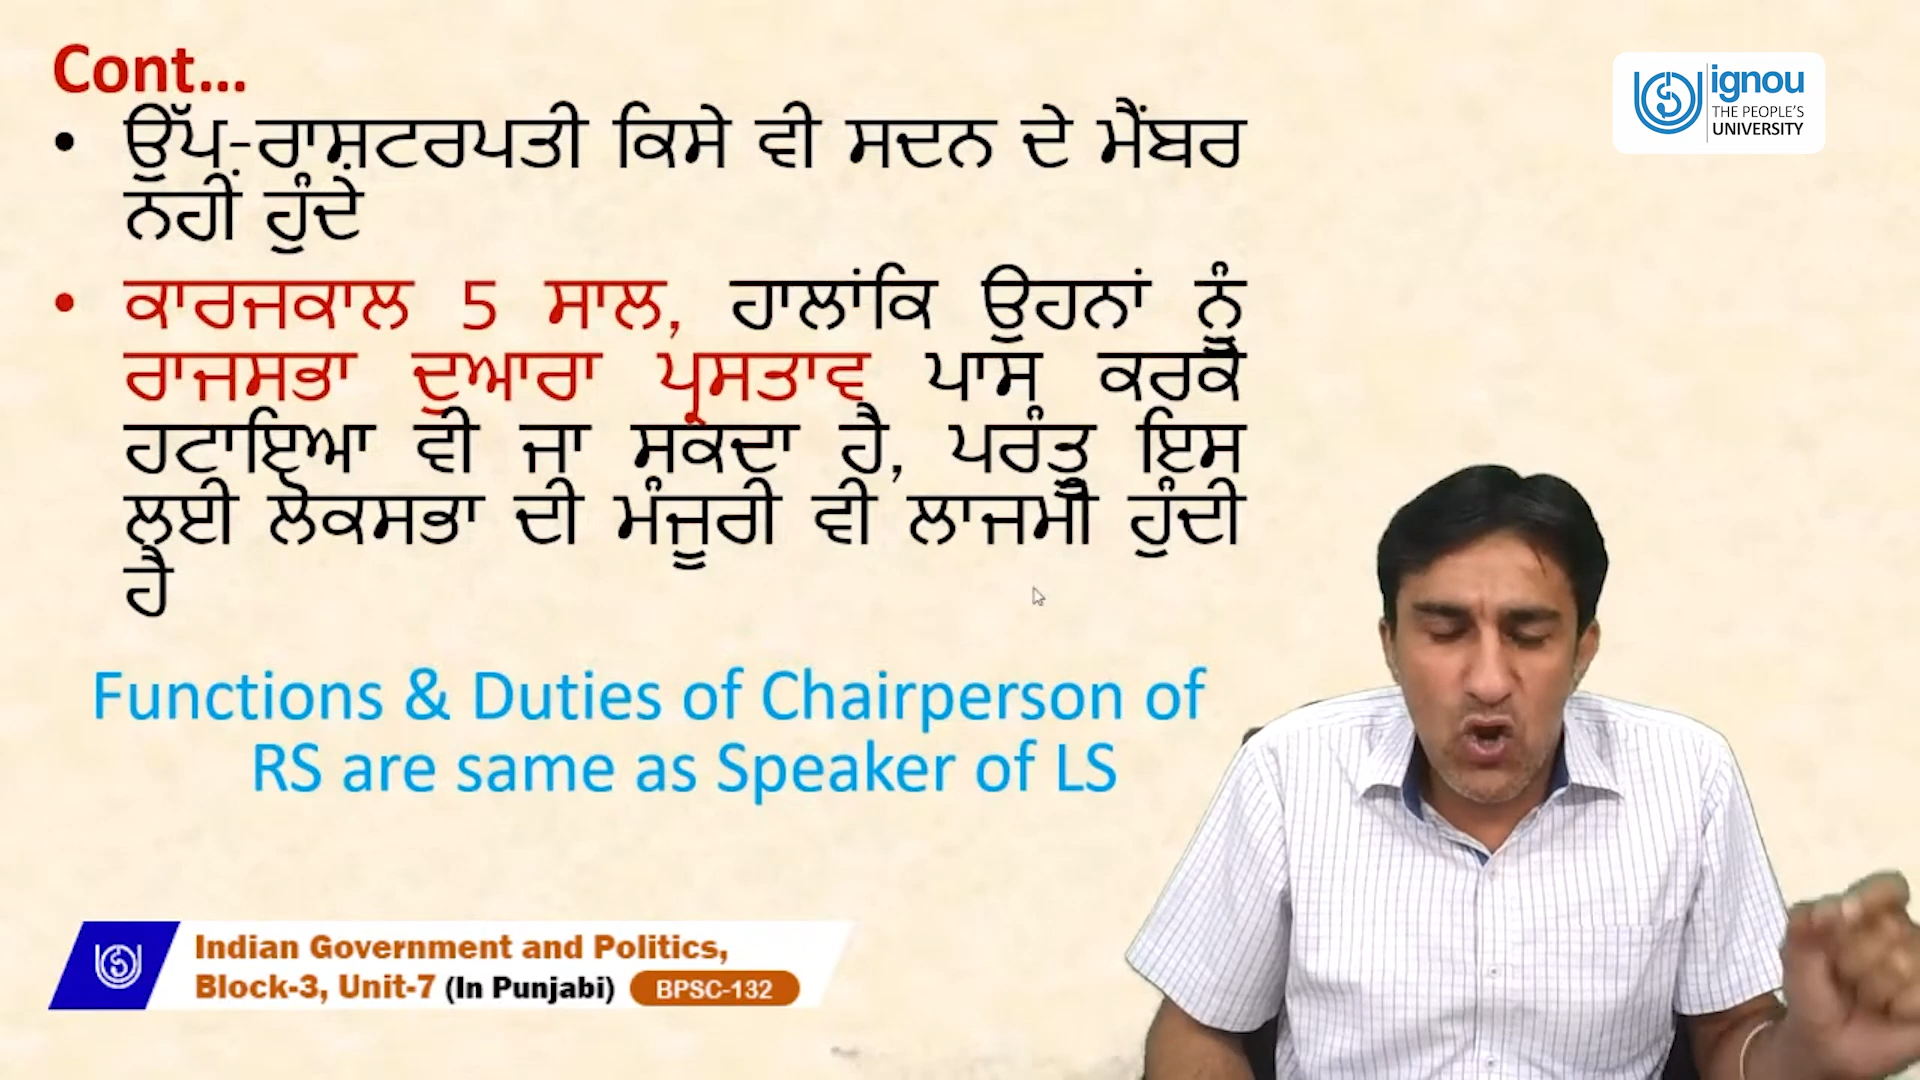 Cont...
• ਉੱਪ-ਰਾਸ਼ਟਰਪਤੀ ਕਿਸੇ ਵੀ ਸਦਨ ਦੇ ਮੈਂਬਰ
ਨਹੀਂ ਹੁੰਦੇ
• ਕਾਰਜਕਾਲ 5 ਸਾਲ, ਹਾਲਾਂਕਿ ਉਹਨਾਂ ਨੂੰ
ਰਾਜਸਭਾ ਦੁਆਰਾ ਪ੍ਰਸਤਾਵ ਪਾਸ ਕਰਕੇ
ਹਟਾਇਆ ਵੀ ਜਾ ਸਕਦਾ ਹੈ, ਪਰੰਤੂ ਇਸ
ਲਈ ਲੋਕਸਭਾ ਦੀ ਮੰਜੂਰੀ ਵੀ ਲਾਜਮੀ ਹੁੰਦੀ
ਹੈ
Functions & Duties of Chairperson of
RS are same as Speaker of LS
ignou
THE PEOPLE'S
UNIVERSITY
Indian Government and Politics,
Block-3, Unit-7 (In Punjabi) BPSC-132